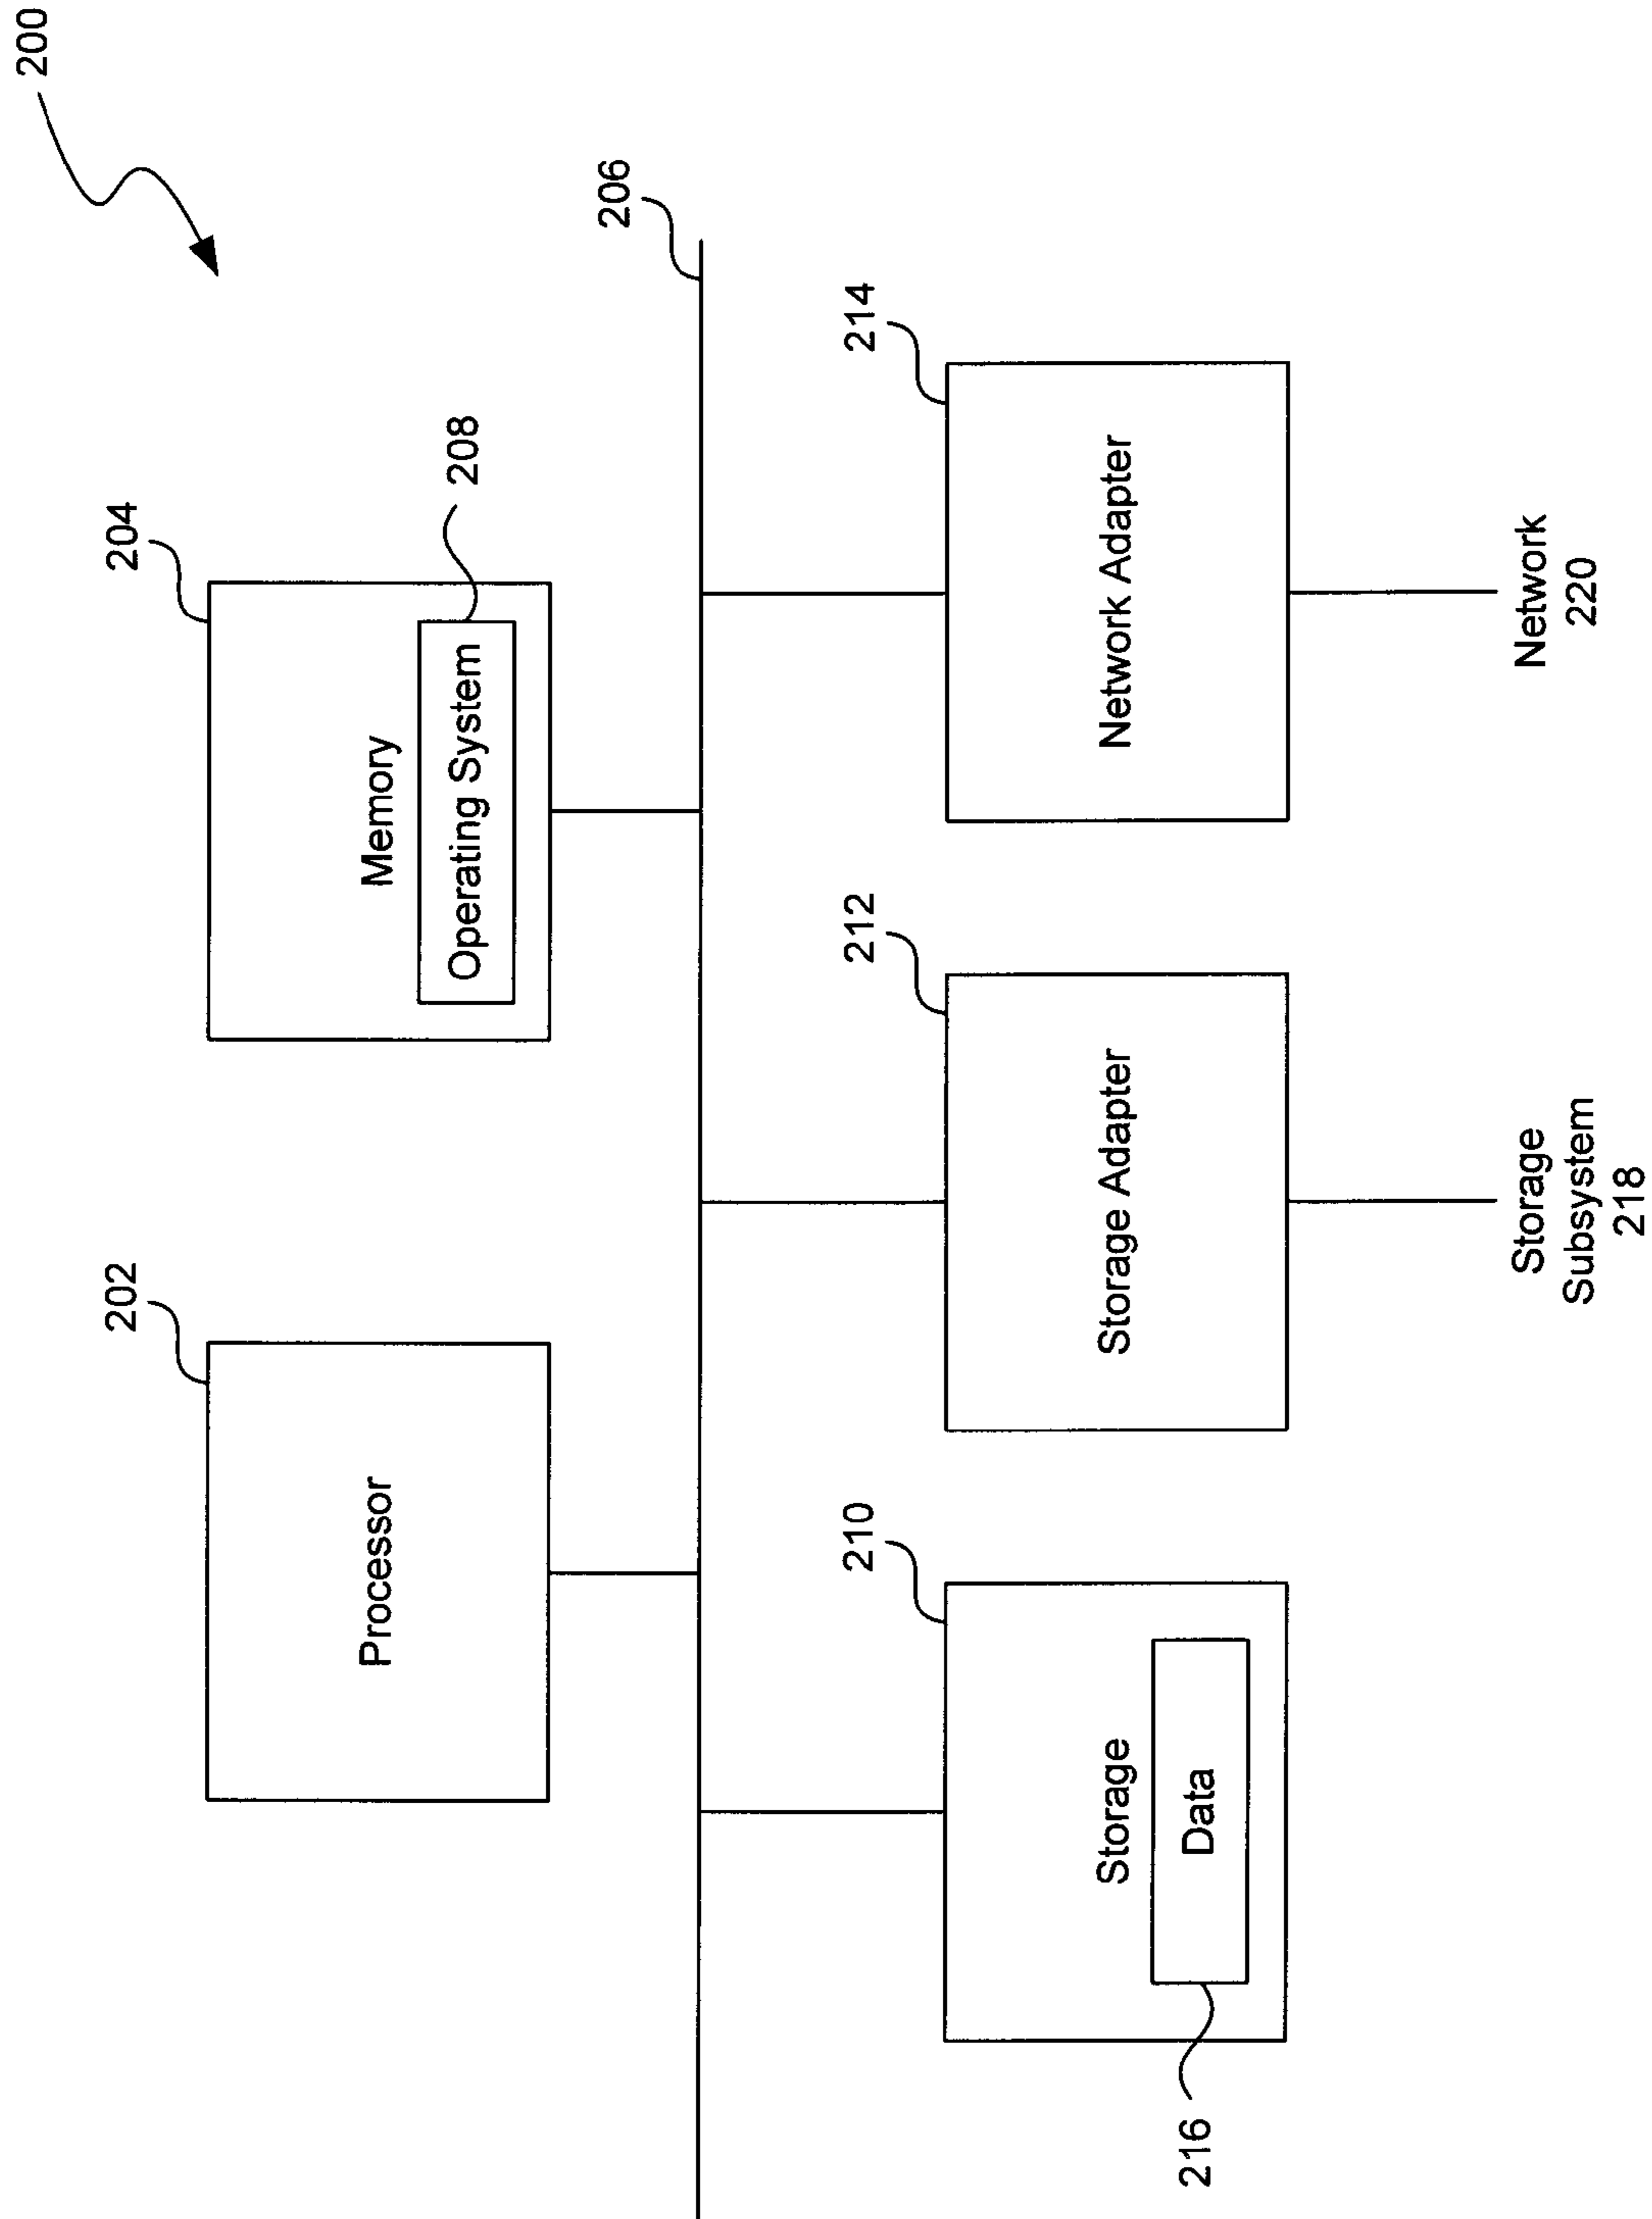 200
202
Processor
204
Memory
Operating System
208
206
210
Storage
Data
216
212
Storage Adapter
214
Network Adapter
Storage
Subsystem
218
Network
220